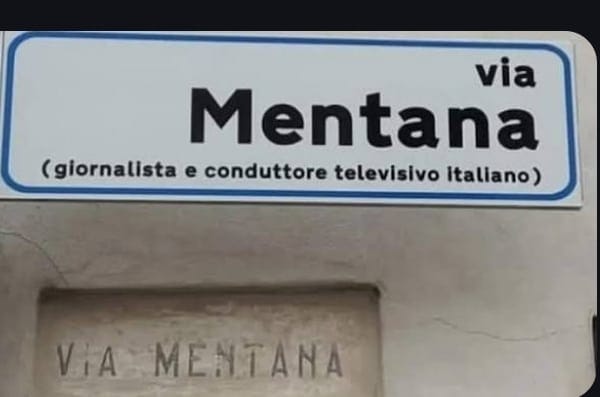 via
Mentana
(giornalista e conduttore televisivo italiano)
VIA MENTANA